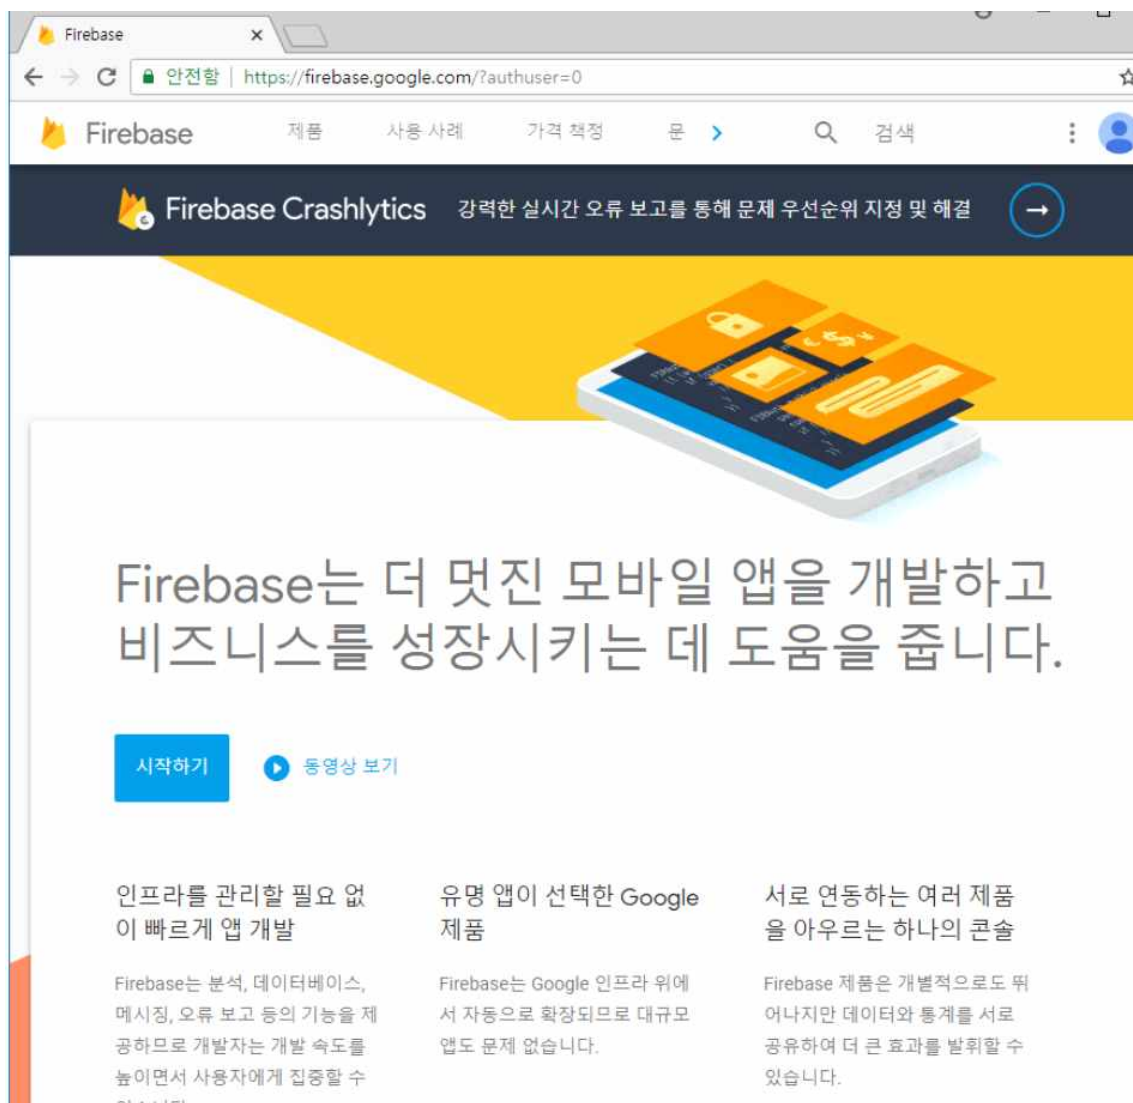 Firebase
안전함 https://firebase.google.com/?authuser=0
Firebase 제품 사용 사례 가격 책정 문 검색
Firebase Crashlytics 강력한 실시간 오류 보고를 통해 문제 우선순위 지정 및 해결
Firebase는 더 멋진 모바일 앱을 개발하고
비즈니스를 성장시키는 데 도움을 줍니다.
시작하기 동영상 보기
인프라를 관리할 필요 없
이 빠르게 앱 개발
Firebase는 분석, 데이터베이스,
메시징, 오류 보고 등의 기능을 제
공하므로 개발자는 개발 속도를
높이면서 사용자에게 집중할 수
유명 앱이 선택한 Google
제품
Firebase는 Google 인프라 위에
서 자동으로 확장되므로 대규모
앱도 문제 없습니다.
서로 연동하는 여러 제품
을 아우르는 하나의 콘솔
Firebase 제품은 개별적으로도 뛰
어나지만 데이터와 통계를 서로
공유하여 더 큰 효과를 발휘할 수
있습니다.